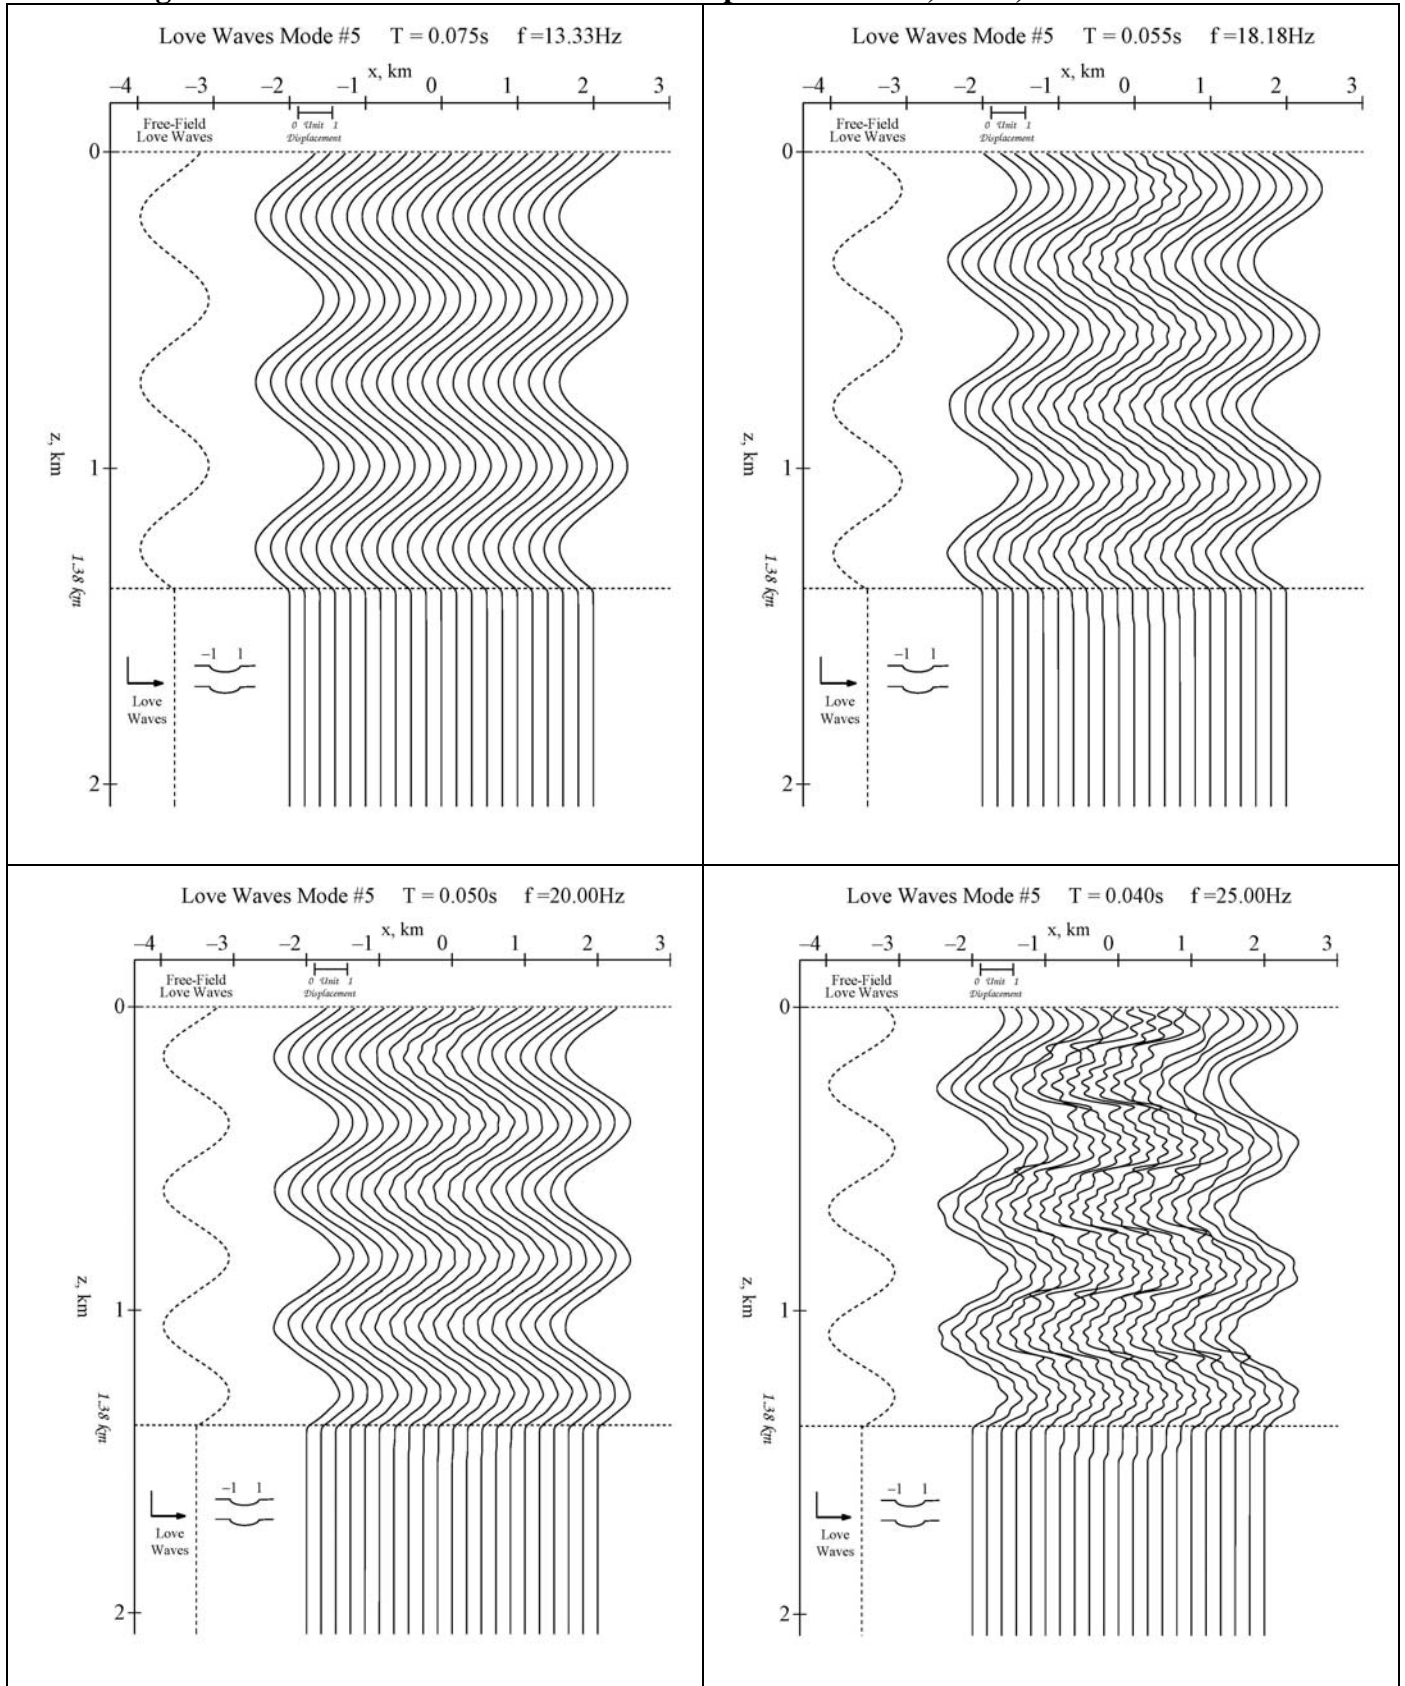 Love Waves Mode #5 T = 0.075s f =13.33Hz
x, km
−4 −3 −2 −1 0 1 2 3
Free-Field
Love Waves
0 Unit 1
Displacement
0
z, km
1
1.38 km
−1 1
Love
Waves
2
Love Waves Mode #5 T = 0.055s f =18.18Hz
x, km
−4 −3 −2 −1 0 1 2 3
Free-Field
Love Waves
0 Unit 1
Displacement
0
z, km
1
1.38 km
−1 1
Love
Waves
2
Love Waves Mode #5 T = 0.050s f =20.00Hz
x, km
−4 −3 −2 −1 0 1 2 3
Free-Field
Love Waves
0 Unit 1
Displacement
0
z, km
1
1.38 km
−1 1
Love
Waves
2
Love Waves Mode #5 T = 0.040s f =25.00Hz
x, km
−4 −3 −2 −1 0 1 2 3
Free-Field
Love Waves
0 Unit 1
Displacement
0
z, km
1
1.38 km
−1 1
Love
Waves
2